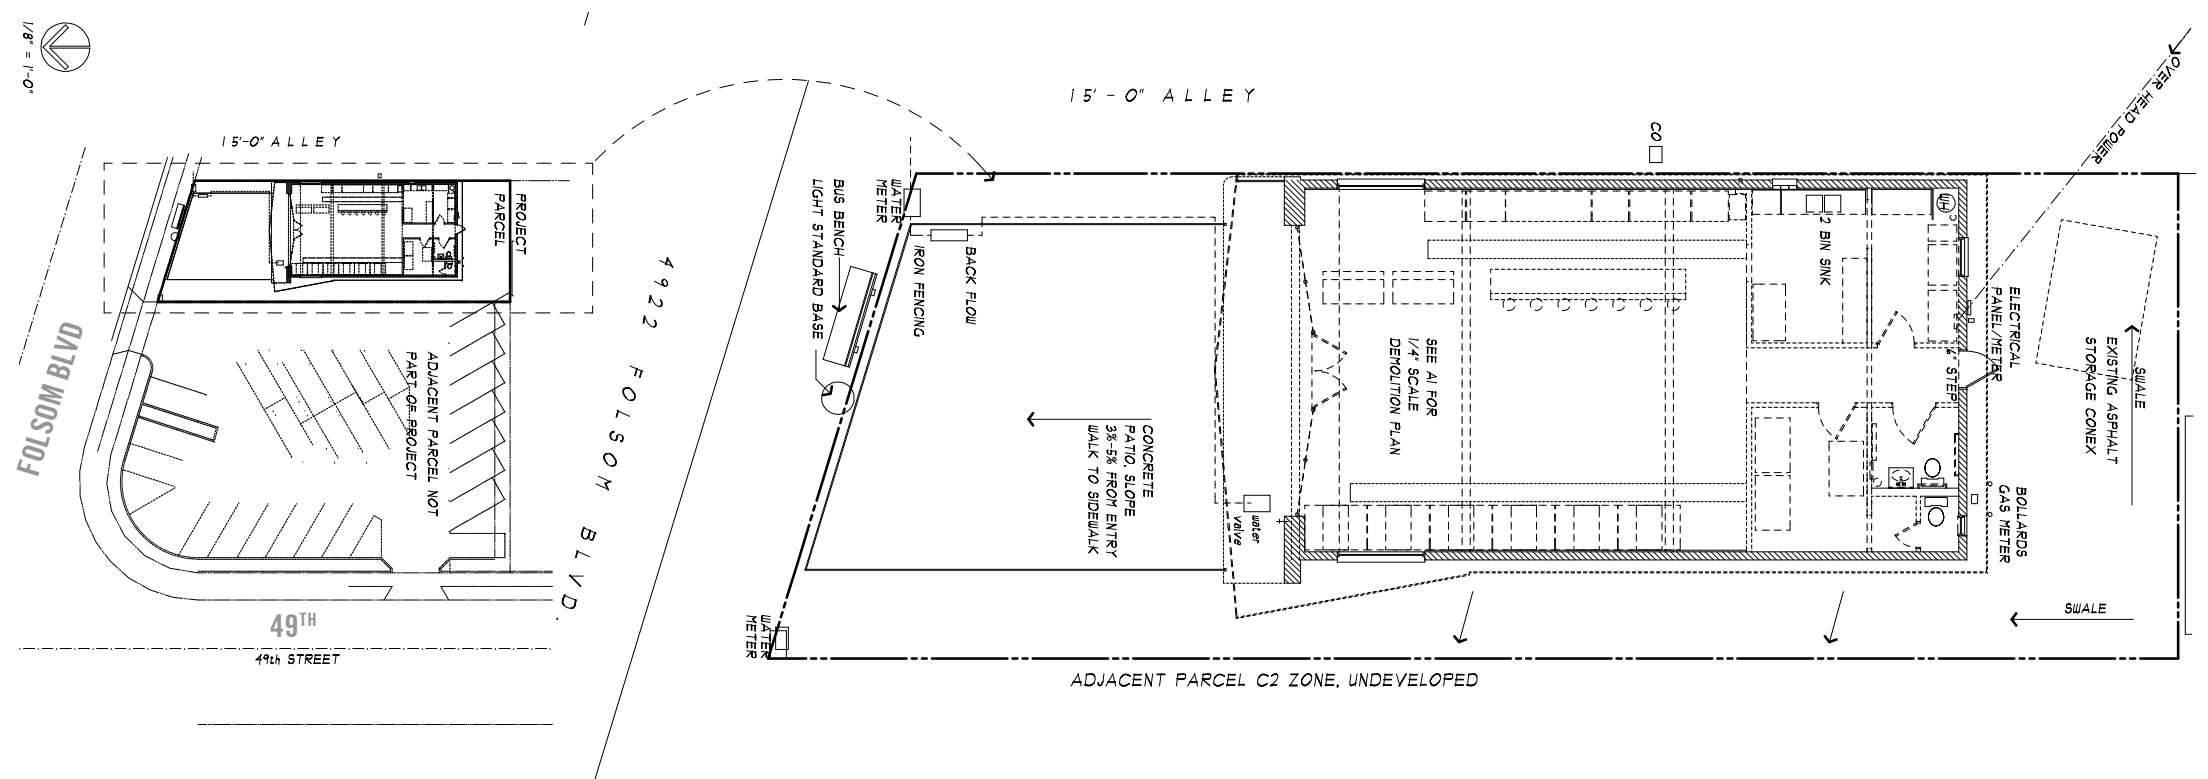 1/8" = 1'-0"
15'-0" ALLEY
PROJECT
PARCEL
FOLSOM BLVD
ADJACENT PARCEL NOT
PART OF PROJECT
49TH
49th STREET
4922 FOLSOM BLVD.
15'-0" ALLEY
WATER
METER
BUS BENCH
LIGHT STANDARD BASE
BACK FLOW
IRON FENCING
WATER
METER
CONCRETE
PATIO, SLOPE
3%-5% FROM ENTRY
WALK TO SIDEWALK
water
valve
SEE A1 FOR
1/4" SCALE
DEMOLITION PLAN
CO
2 BIN SINK
WH
OVER HEAD POWER
ELECTRICAL
PANEL/METER
STEP
EXISTING ASPHALT
STORAGE CONEX
SWALE
BOLLARDS
GAS METER
SWALE
ADJACENT PARCEL C2 ZONE, UNDEVELOPED